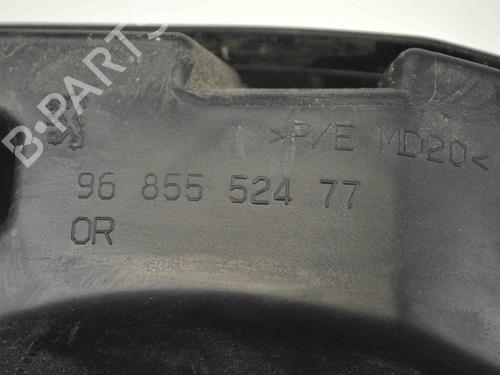 B-PARTS
>P/E MD20<
96 855 524 77
OR